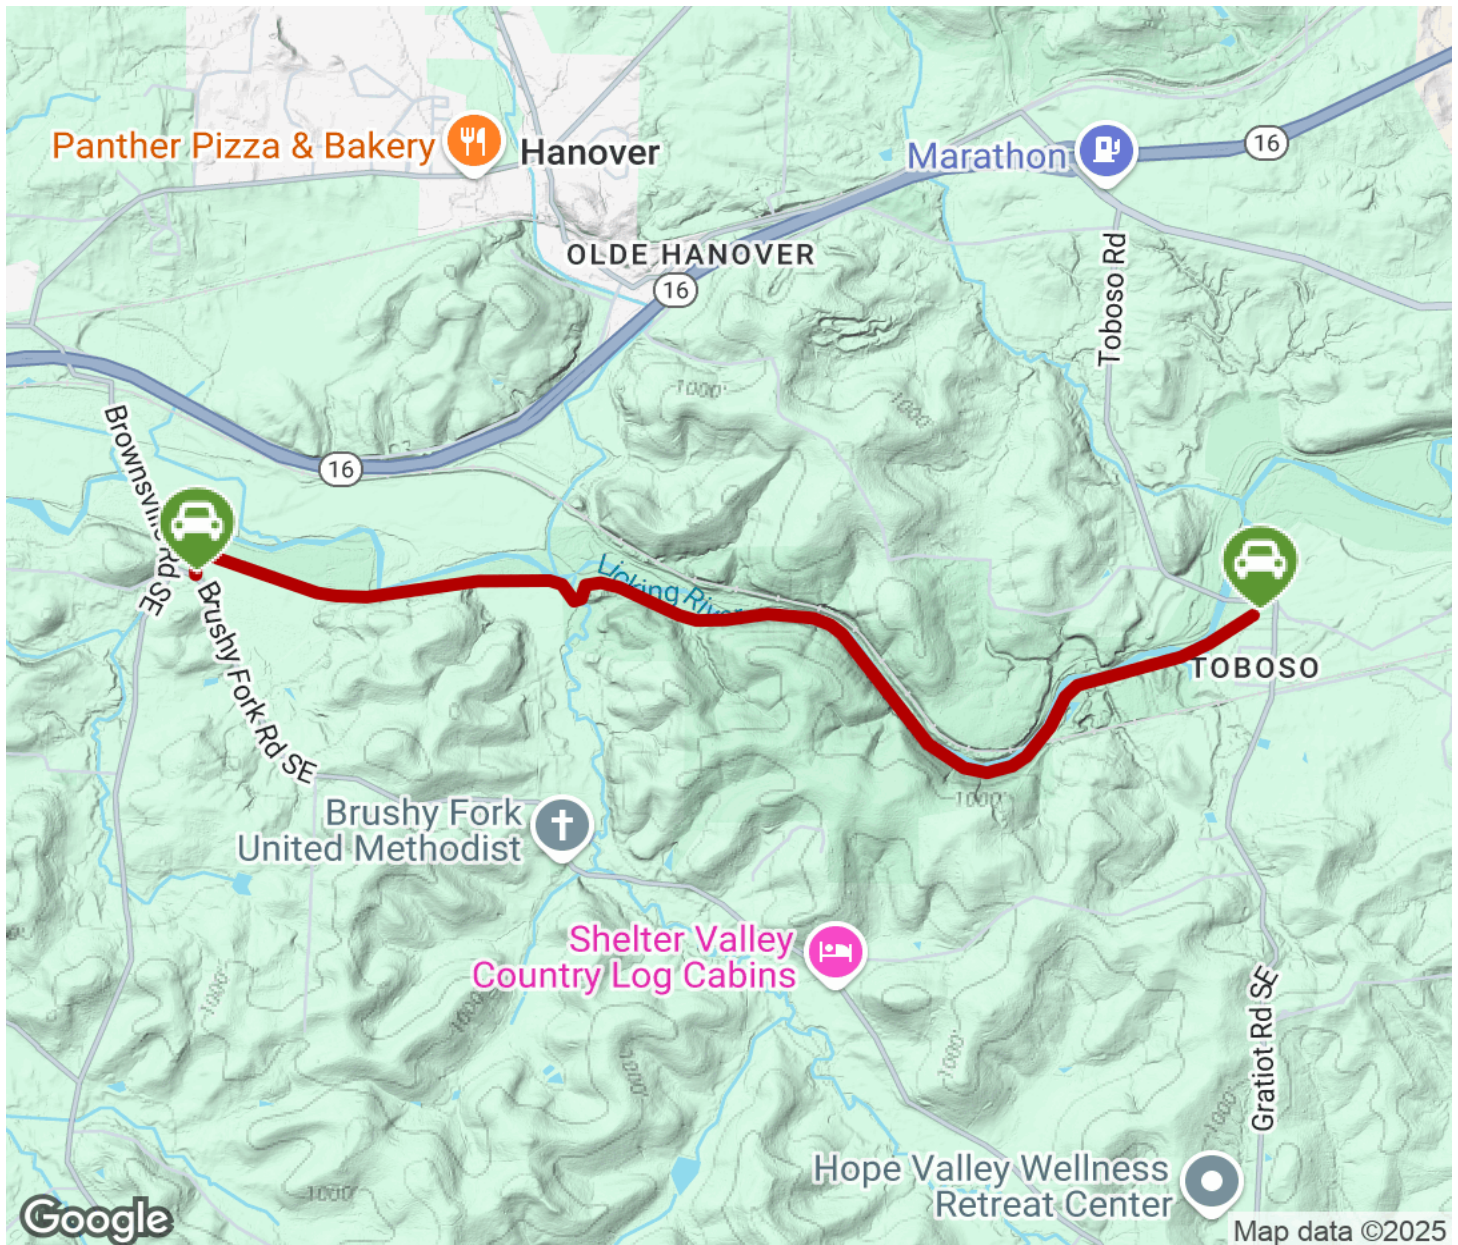 Panther Pizza & Bakery
Hanover
Marathon
16
OLDE HANOVER
16
Toboso Rd
1000'
1000'
Brownsville Rd SE
16
Licking River
TOBOSO
Brushy Fork Rd SE
1000'
Brushy Fork
United Methodist
Shelter Valley
Country Log Cabins
1000'
1000'
1000'
1000'
Gratiot Rd SE
1000'
Hope Valley Wellness
Retreat Center
1000'
Google
Map data ©2025